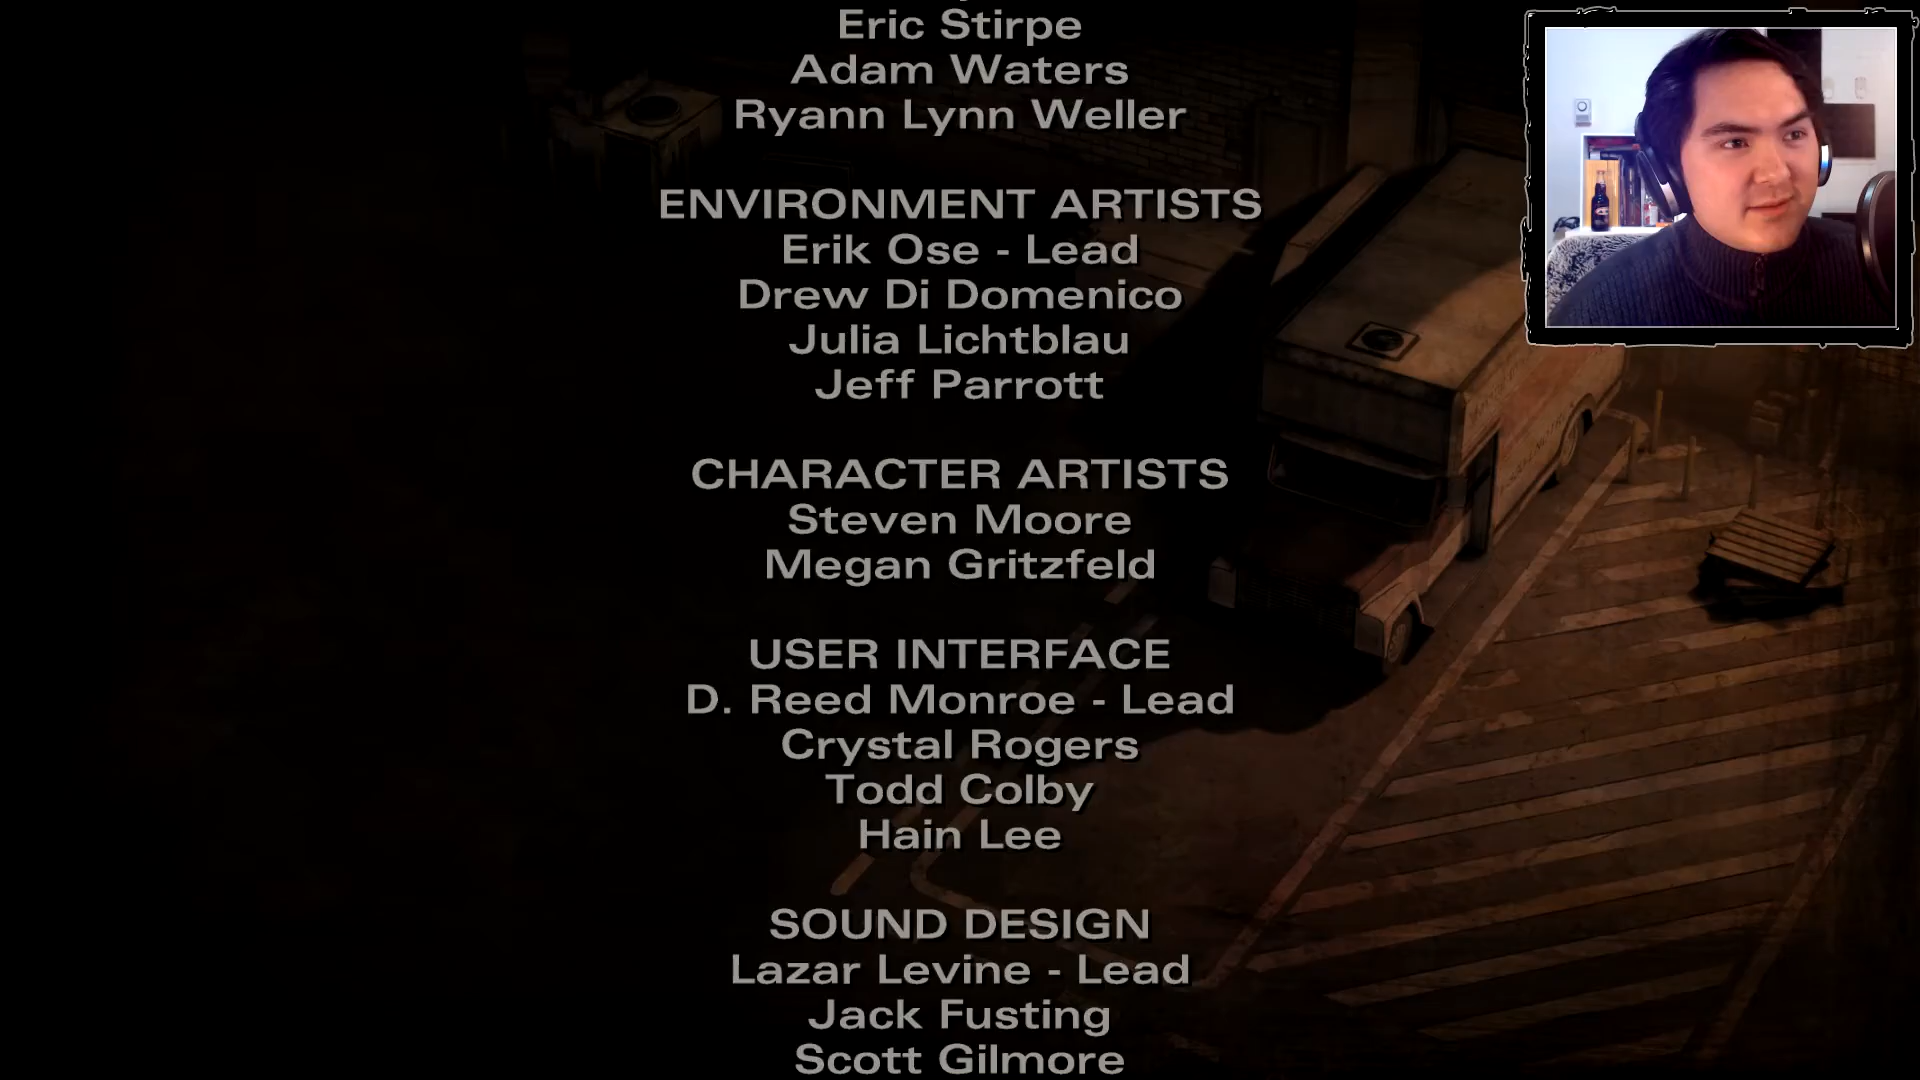 Eric Stirpe
Adam Waters
Ryann Lynn Weller
ENVIRONMENT ARTISTS
Erik Ose - Lead
Drew Di Domenico
Julia Lichtblau
Jeff Parrott
CHARACTER ARTISTS
Steven Moore
Megan Gritzfeld
USER INTERFACE
D. Reed Monroe - Lead
Crystal Rogers
Todd Colby
Hain Lee
SOUND DESIGN
Lazar Levine - Lead
Jack Fusting
Scott Gilmore